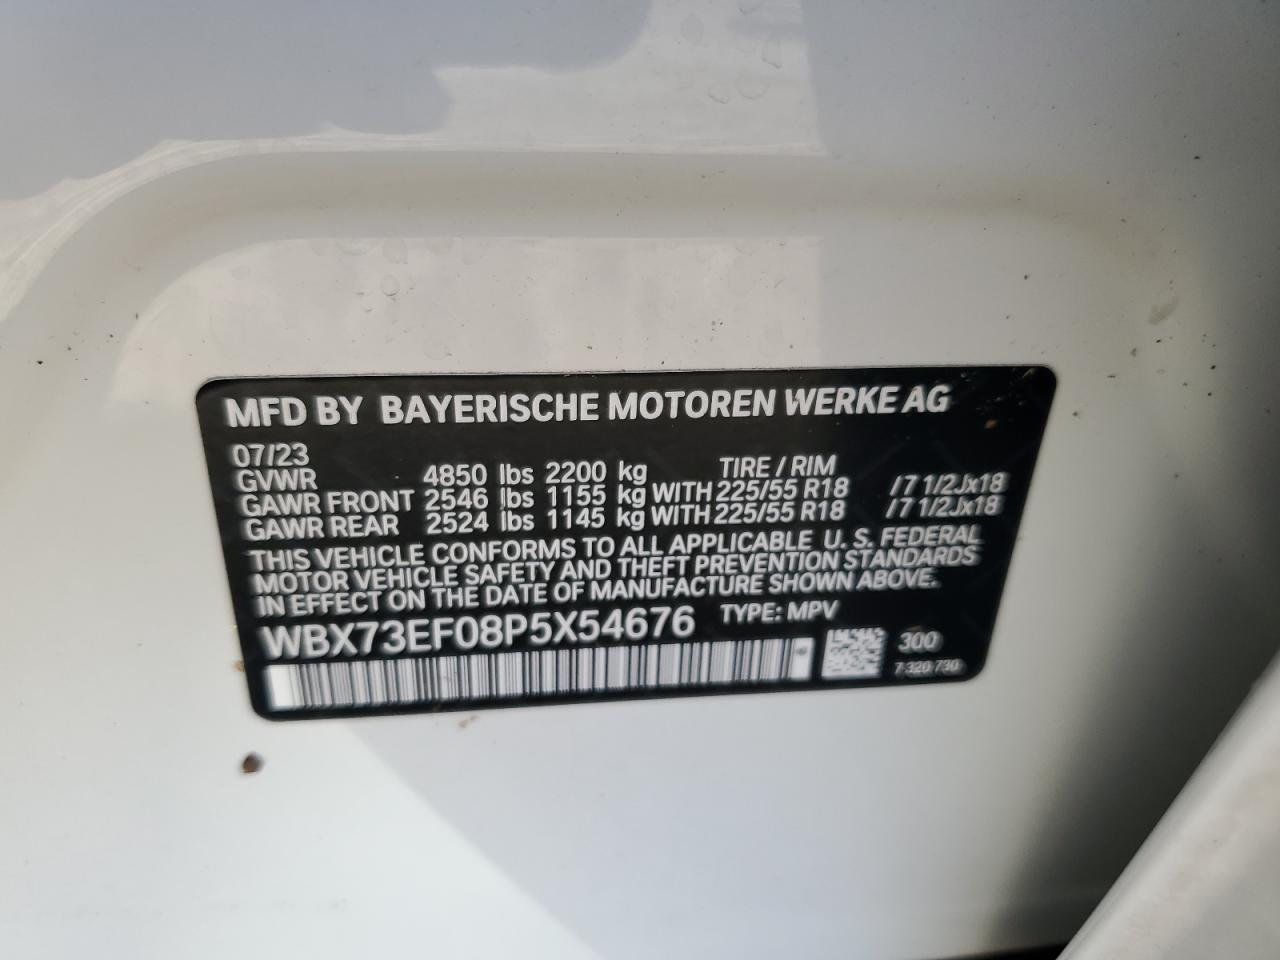 MFD BY BAYERISCHE MOTOREN WERKE AG
07/23
GVWR 4850 lbs 2200 kg TIRE / RIM
GAWR FRONT 2546 lbs 1155 kg WITH 225/55 R18 /7 1/2Jx18
GAWR REAR 2524 lbs 1145 kg WITH 225/55 R18 /7 1/2Jx18
THIS VEHICLE CONFORMS TO ALL APPLICABLE U. S. FEDERAL
MOTOR VEHICLE SAFETY AND THEFT PREVENTION STANDARDS
IN EFFECT ON THE DATE OF MANUFACTURE SHOWN ABOVE.
WBX73EF08P5X54676 TYPE: MPV
300
7 320 730